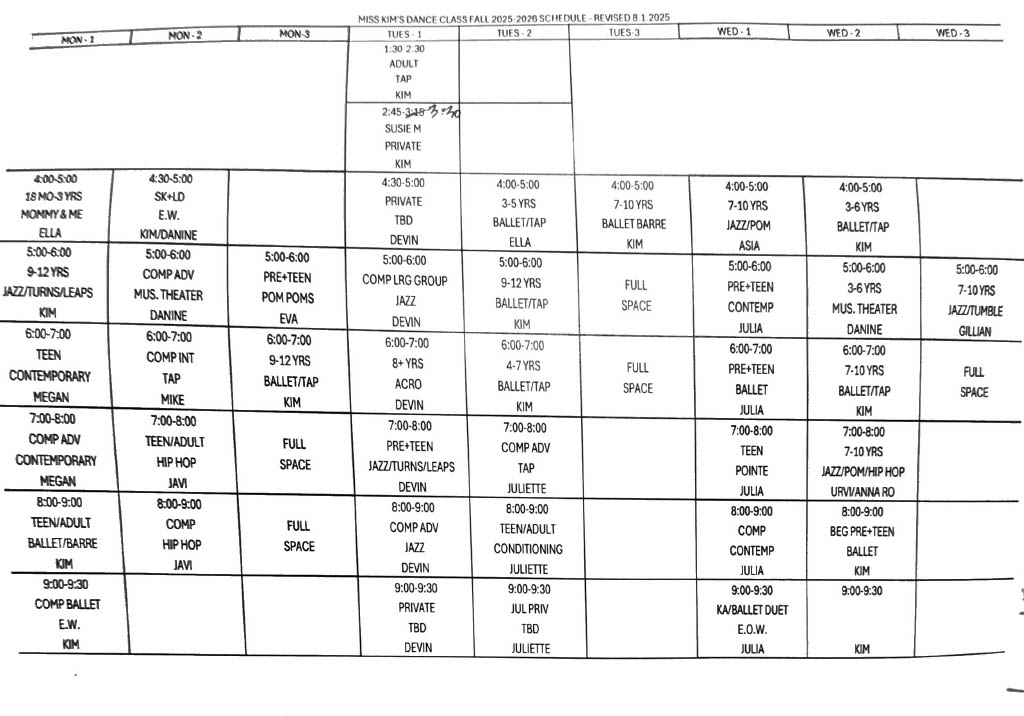 MISS KIM'S DANCE CLASS FALL 2025-2026 SCHEDULE - REVISED 8.1.2025
MON - 1 MON - 2 MON-3 TUES - 1 TUES - 2 TUES-3 WED - 1 WED - 2 WED - 3
1:30-2:30
ADULT
TAP
KIM
2:45-3:15 3:30
SUSIE M
PRIVATE
KIM
4:00-5:00 4:30-5:00 4:30-5:00 4:00-5:00 4:00-5:00 4:00-5:00 4:00-5:00
18 MO-3 YRS SK+LD PRIVATE 3-5 YRS 7-10 YRS 7-10 YRS 3-6 YRS
MOMMY & ME E.W. TBD BALLET/TAP BALLET BARRE JAZZ/POM BALLET/TAP
ELLA KIM/DANINE DEVIN ELLA KIM ASIA KIM
5:00-6:00 5:00-6:00 5:00-6:00 5:00-6:00 5:00-6:00 5:00-6:00 5:00-6:00 5:00-6:00
9-12 YRS COMP ADV PRE+TEEN COMP LRG GROUP 9-12 YRS FULL PRE+TEEN 3-6 YRS 7-10 YRS
JAZZ/TURNS/LEAPS MUS. THEATER POM POMS JAZZ BALLET/TAP SPACE CONTEMP MUS. THEATER JAZZ/TUMBLE
KIM DANINE EVA DEVIN KIM JULIA DANINE GILLIAN
6:00-7:00 6:00-7:00 6:00-7:00 6:00-7:00 6:00-7:00 6:00-7:00 6:00-7:00
TEEN COMP INT 9-12 YRS 8+ YRS 4-7 YRS FULL PRE+TEEN 7-10 YRS FULL
CONTEMPORARY TAP BALLET/TAP ACRO BALLET/TAP SPACE BALLET BALLET/TAP SPACE
MEGAN MIKE KIM DEVIN KIM JULIA KIM
7:00-8:00 7:00-8:00 7:00-8:00 7:00-8:00 7:00-8:00 7:00-8:00
COMP ADV TEEN/ADULT FULL PRE+TEEN COMP ADV TEEN 7-10 YRS
CONTEMPORARY HIP HOP SPACE JAZZ/TURNS/LEAPS TAP POINTE JAZZ/POM/HIP HOP
MEGAN JAVI DEVIN JULIETTE JULIA URVI/ANNA RO
8:00-9:00 8:00-9:00 8:00-9:00 8:00-9:00 8:00-9:00 8:00-9:00
TEEN/ADULT COMP FULL COMP ADV TEEN/ADULT COMP BEG PRE+TEEN
BALLET/BARRE HIP HOP SPACE JAZZ CONDITIONING CONTEMP BALLET
KIM JAVI DEVIN JULIETTE JULIA KIM
9:00-9:30 9:00-9:30 9:00-9:30 9:00-9:30 9:00-9:30
COMP BALLET PRIVATE JUL PRIV KA/BALLET DUET
E.W. TBD TBD E.O.W.
KIM DEVIN JULIETTE JULIA KIM